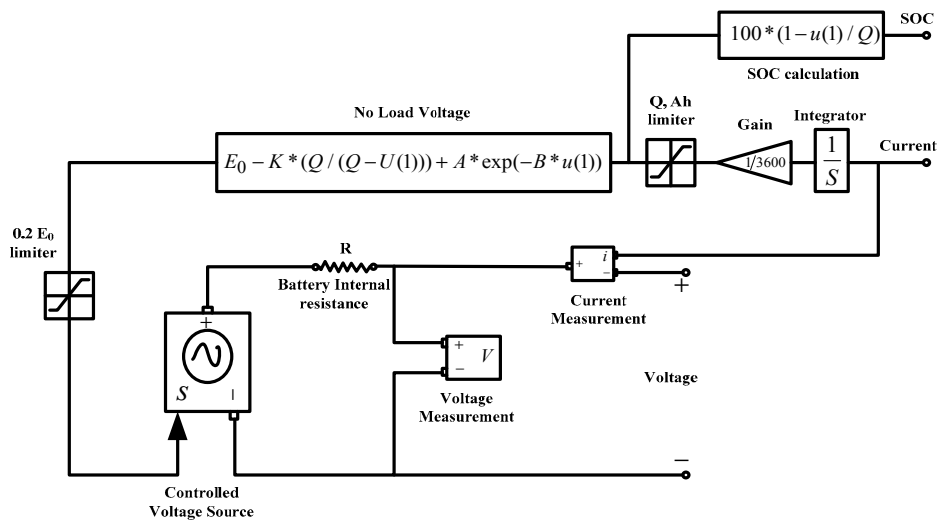 SOC
100*(1−u(1)/Q)
SOC calculation
No Load Voltage
Q, Ah
limiter
Gain
Integrator
E₀ − K*(Q/(Q−U(1))) + A*exp(−B*u(1))
1/3600
1
S
Current
0.2 E₀
limiter
R
Battery Internal
resistance
+
i
−
+
Current
Measurement
+
S
−
+
−
V
Voltage
Measurement
Voltage
−
Controlled
Voltage Source